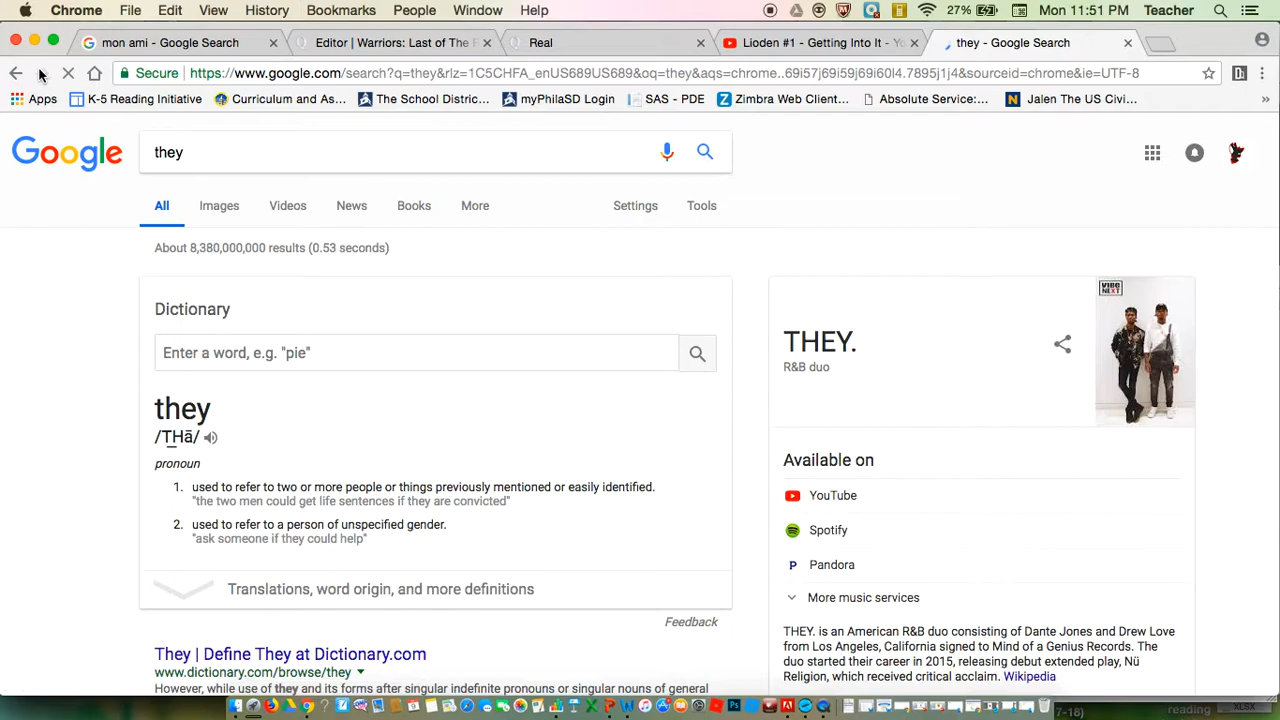 Chrome File Edit View History Bookmarks People Window Help 27% Mon 11:51 PM Teacher
mon ami - Google Search Editor | Warriors: Last of The Real Lioden #1 - Getting Into It - Yo they - Google Search
Secure https://www.google.com/search?q=they&rlz=1C5CHFA_enUS689US689&oq=they&aqs=chrome...69i57j69i59j69i60l4.7895j1j4&sourceid=chrome&ie=UTF-8
Apps K-5 Reading Initiative Curriculum and As... The School Distric... myPhilaSD Login SAS - PDE Zimbra Web Client... Absolute Service:... Jalen The US Civi... »
Google they
All Images Videos News Books More Settings Tools
About 8,380,000,000 results (0.53 seconds)
Dictionary
Enter a word, e.g. "pie"
they
/T͟Hā/
pronoun
1. used to refer to two or more people or things previously mentioned or easily identified.
"the two men could get life sentences if they are convicted"
2. used to refer to a person of unspecified gender.
"ask someone if they could help"
Translations, word origin, and more definitions
Feedback
They | Define They at Dictionary.com
www.dictionary.com/browse/they
However, while use of they and its forms after singular indefinite pronouns or singular nouns of general
VIBE
NEXT
THEY.
R&B duo
Available on
YouTube
Spotify
Pandora
More music services
THEY. is an American R&B duo consisting of Dante Jones and Drew Love
from Los Angeles, California signed to Mind of a Genius Records. The
duo started their career in 2015, releasing debut extended play, Nü
Religion, which received critical acclaim. Wikipedia
7-18) reading XLSX